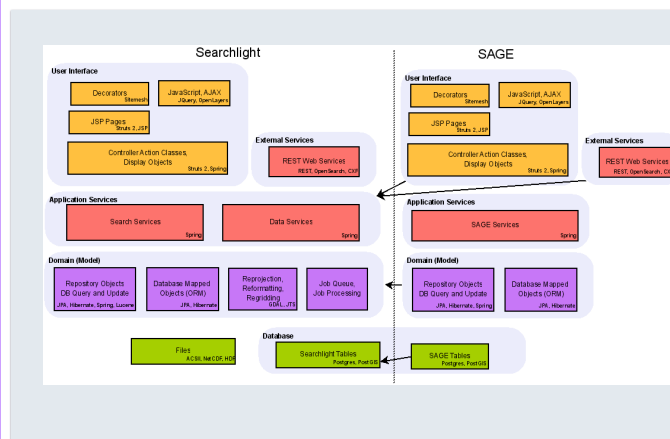 Searchlight
User Interface
Decorators
Sitemesh
JavaScript, AJAX
JQuery, OpenLayers
JSP Pages
Struts 2, JSP
Controller Action Classes,
Display Objects
Struts 2, Spring
External Services
REST Web Services
REST, OpenSearch, CXF
Application Services
Search Services
Spring
Data Services
Spring
Domain (Model)
Repository Objects
DB Query and Update
JPA, Hibernate, Spring, Lucene
Database Mapped
Objects (ORM)
JPA, Hibernate
Reprojection,
Reformatting,
Regridding
GDAL, JTS
Job Queue,
Job Processing
Files
ACSII, NetCDF, HDF
Database
Searchlight Tables
Postgres, PostGIS
SAGE
User Interface
Decorators
Sitemesh
JavaScript, AJAX
JQuery, OpenLayers
JSP Pages
Struts 2, JSP
Controller Action Classes,
Display Objects
Struts 2, Spring
External Services
REST Web Services
REST, OpenSearch, CX
Application Services
SAGE Services
Spring
Domain (Model)
Repository Objects
DB Query and Update
JPA, Hibernate, Spring
Database Mapped
Objects (ORM)
JPA, Hibernate
SAGE Tables
Postgres, PostGIS